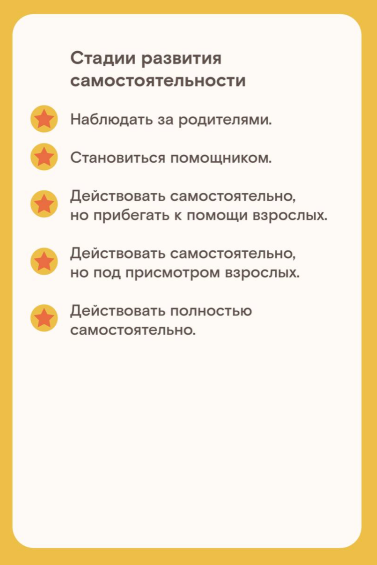 Стадии развития
самостоятельности
Наблюдать за родителями.
Становиться помощником.
Действовать самостоятельно,
но прибегать к помощи взрослых.
Действовать самостоятельно,
но под присмотром взрослых.
Действовать полностью
самостоятельно.